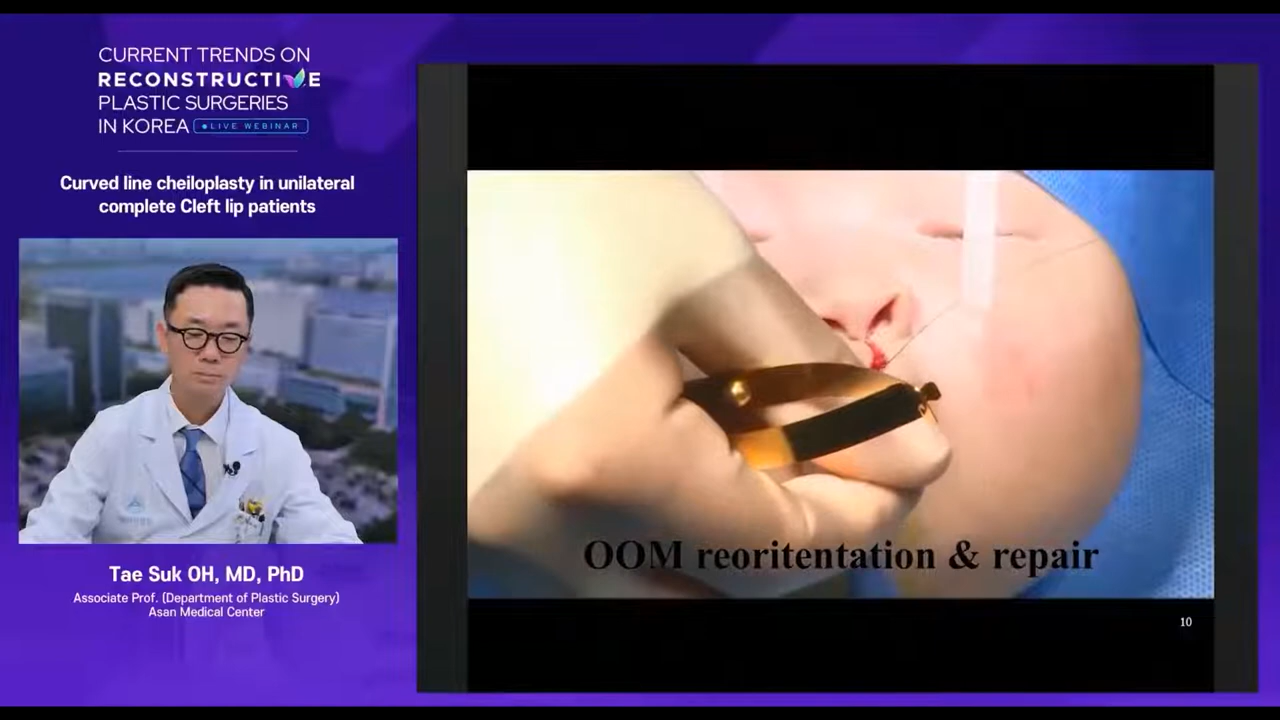 CURRENT TRENDS ON
RECONSTRUCTIVE
PLASTIC SURGERIES
IN KOREA LIVE WEBINAR
Curved line cheiloplasty in unilateral
complete Cleft lip patients
Tae Suk OH, MD, PhD
Associate Prof. (Department of Plastic Surgery)
Asan Medical Center
OOM reoritentation & repair
10